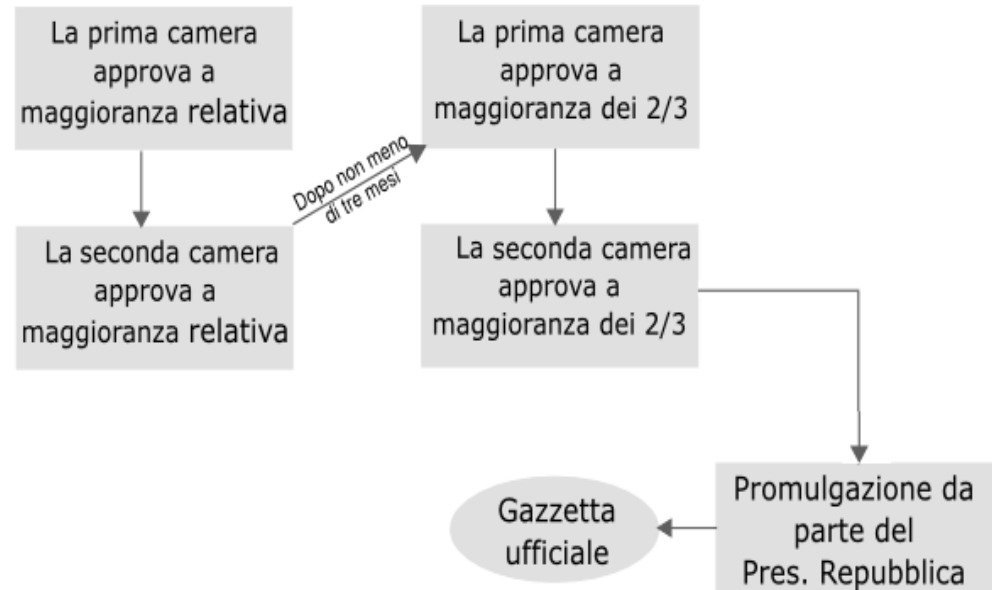 La prima camera
approva a
maggioranza relativa
La seconda camera
approva a
maggioranza relativa
Dopo non meno
di tre mesi
La prima camera
approva a
maggioranza dei 2/3
La seconda camera
approva a
maggioranza dei 2/3
Promulgazione da
parte del
Pres. Repubblica
Gazzetta
ufficiale